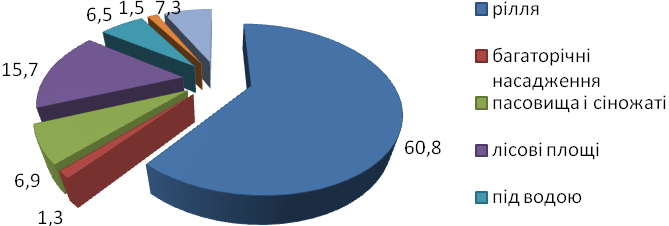 6,5
1,5
7,3
15,7
6,9
1,3
60,8
рілля
багаторічні
насадження
пасовища і сіножаті
лісові площі
під водою